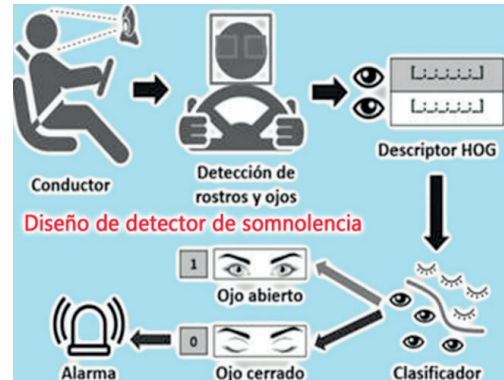 Conductor
Detección de
rostros y ojos
[,;,;,;,;,;,]
[,;,;,;,;,;,]
Descriptor HOG
Diseño de detector de somnolencia
1
Ojo abierto
0
Ojo cerrado
Alarma
Clasificador